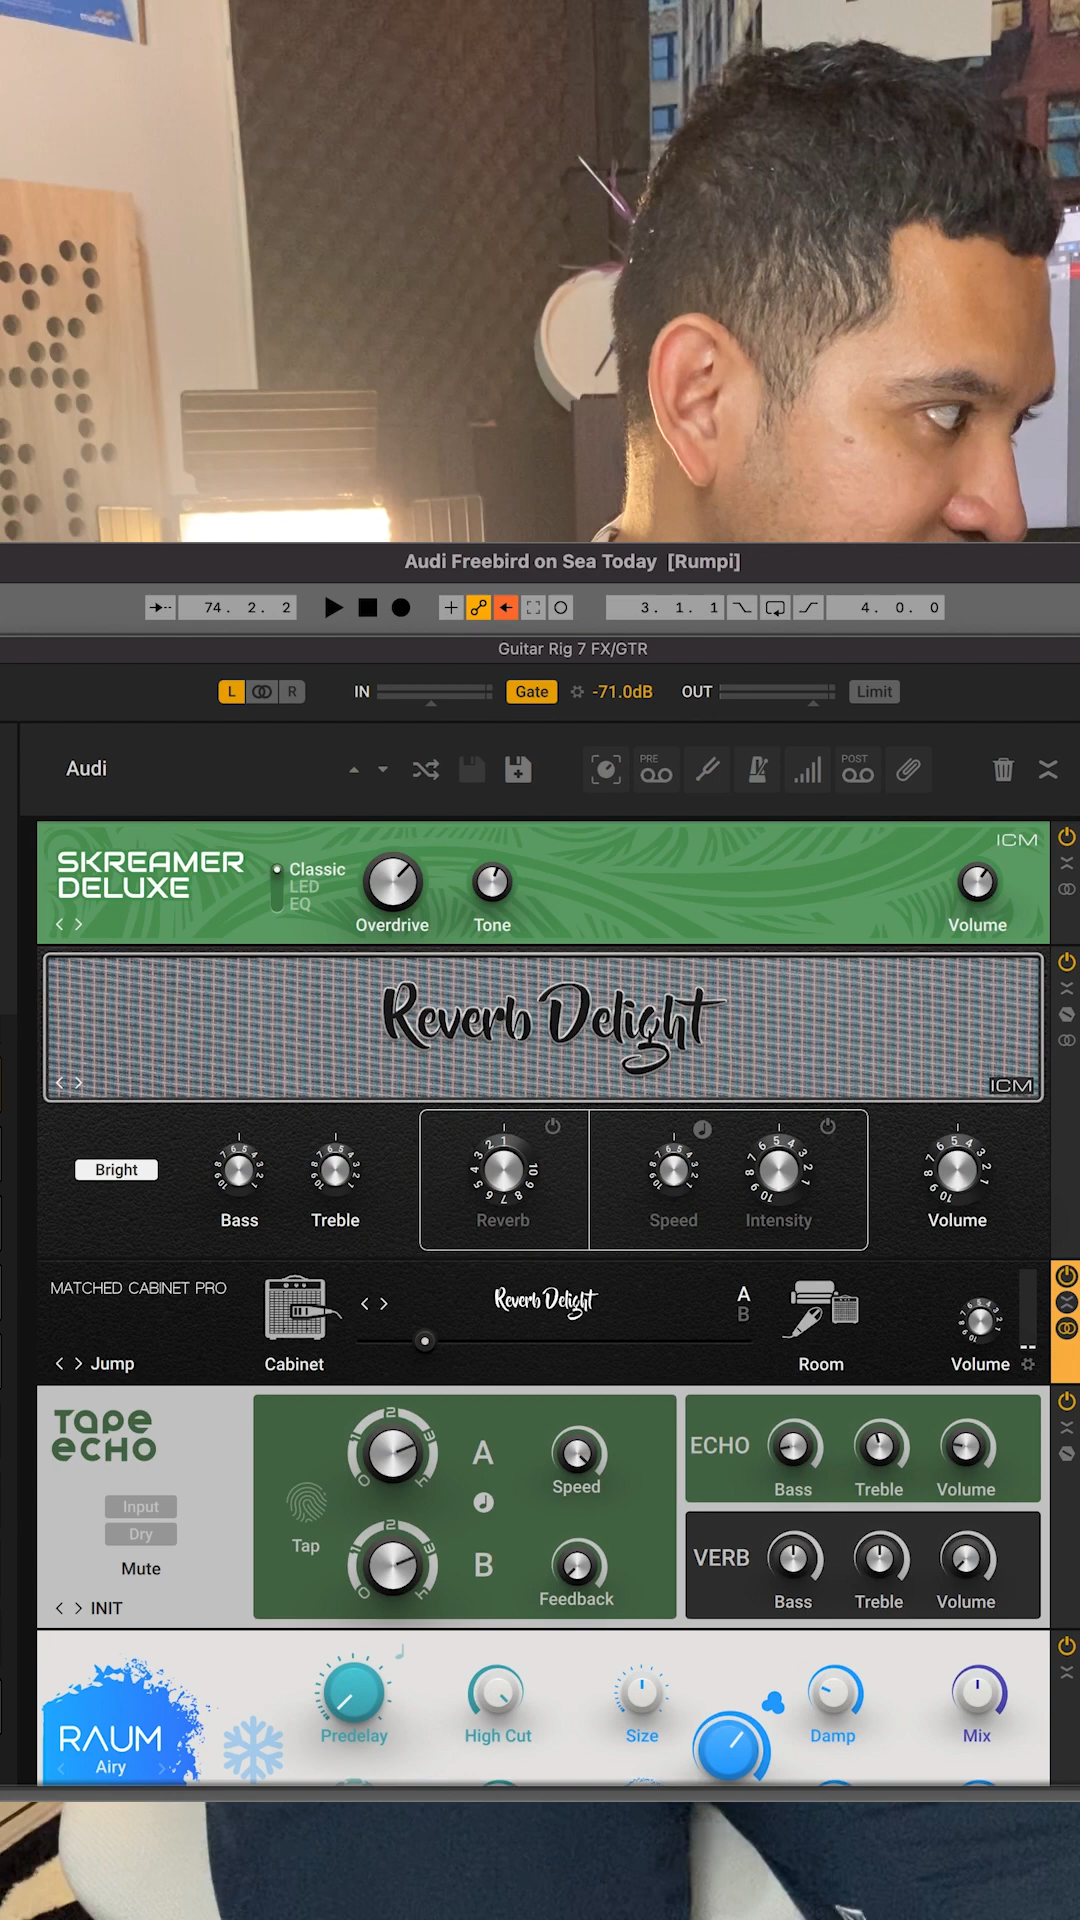 mandiri
Audi Freebird on Sea Today [Rumpi]
74. 2. 2
3. 1. 1
4. 0. 0
Guitar Rig 7 FX/GTR
L R IN Gate -71.0dB OUT Limit
Audi
PRE
POST
ICM
SKREAMER
DELUXE
Classic
LED
EQ
Overdrive
Tone
Volume
Reverb Delight
ICM
Bright
Bass
Treble
Reverb
Speed
Intensity
Volume
MATCHED CABINET PRO
Reverb Delight
A
B
Jump
Cabinet
Room
Volume
Tape
ECHO
Input
Dry
Mute
INIT
Tap
A
B
Speed
Feedback
ECHO
Bass
Treble
Volume
VERB
Bass
Treble
Volume
RAUM
Airy
Predelay
High Cut
Size
Damp
Mix